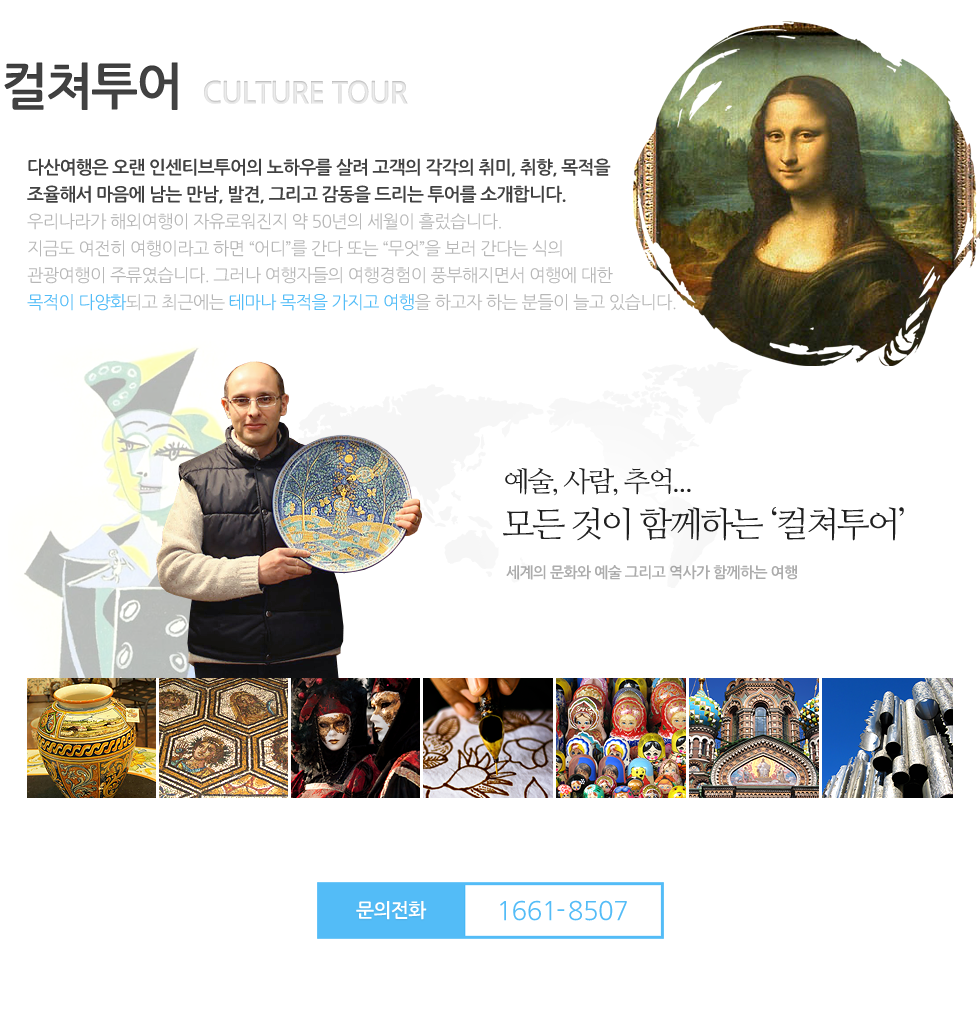 컬쳐투어 CULTURE TOUR
다산여행은 오랜 인센티브투어의 노하우를 살려 고객의 각각의 취미, 취향, 목적을
조율해서 마음에 남는 만남, 발견, 그리고 감동을 드리는 투어를 소개합니다.
우리나라가 해외여행이 자유로워진지 약 50년의 세월이 흘렀습니다.
지금도 여전히 여행이라고 하면 “어디”를 간다 또는 “무엇”을 보러 간다는 식의
관광여행이 주류였습니다. 그러나 여행자들의 여행경험이 풍부해지면서 여행에 대한
목적이 다양화되고 최근에는 테마나 목적을 가지고 여행을 하고자 하는 분들이 늘고 있습니다.
예술, 사람, 추억...
모든 것이 함께하는 ‘컬쳐투어’
세계의 문화와 예술 그리고 역사가 함께하는 여행
문의전화 1661-8507